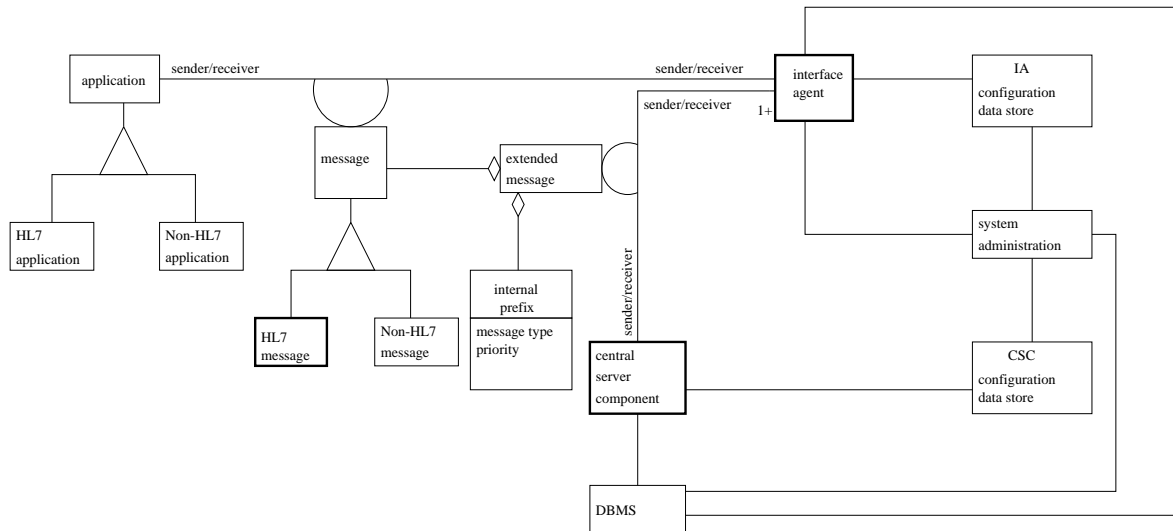 application
sender/receiver
sender/receiver
interface
agent
IA
configuration
data store
sender/receiver
1+
message
extended
message
HL7
application
Non-HL7
application
system
administration
sender/receiver
internal
prefix
message type
priority
HL7
message
Non-HL7
message
central
server
component
CSC
configuration
data store
DBMS